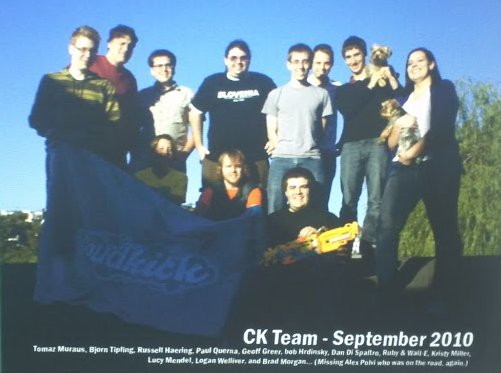 SLOVENIA
CK Team - September 2010
Tomaz Muraus, Bjorn Tipling, Russell Haering, Paul Querna, Geoff Greer, bob Hrdinsky, Dan Di Spaltro, Ruby & Wall-E, Kristy Miller,
Lucy Mendel, Logan Welliver, and Brad Morgan... (Missing Alex Polvi who was on the road, again.)